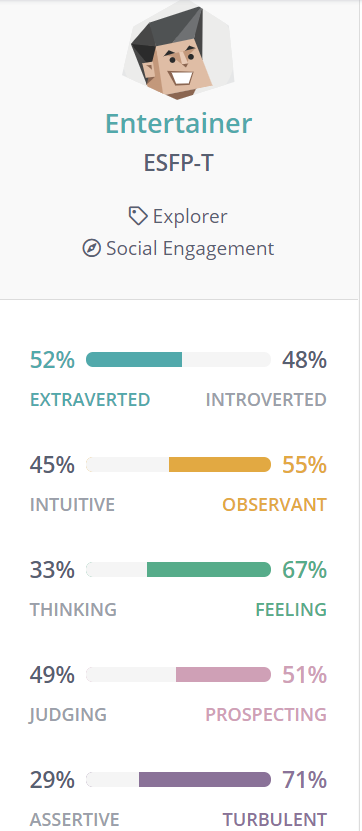 Entertainer
ESFP-T
Explorer
Social Engagement
52% 48%
EXTRAVERTED INTROVERTED
45% 55%
INTUITIVE OBSERVANT
33% 67%
THINKING FEELING
49% 51%
JUDGING PROSPECTING
29% 71%
ASSERTIVE TURBULENT